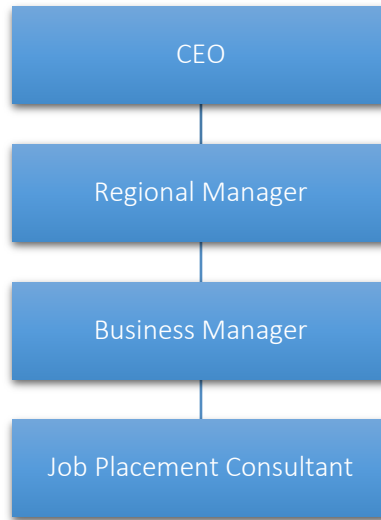 CEO
Regional Manager
Business Manager
Job Placement Consultant